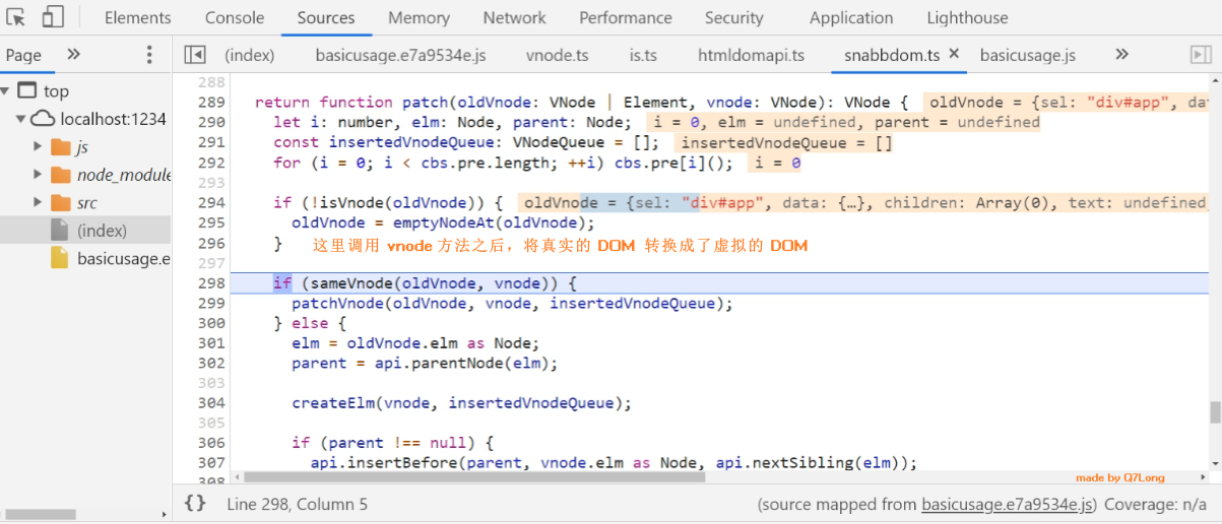 Elements Console Sources Memory Network Performance Security Application Lighthouse
Page » (index) basicusage.e7a9534e.js vnode.ts is.ts htmldomapi.ts snabbdom.ts × basicusage.js »
top
localhost:1234
js
node_module
src
(index)
basicusage.e
288
289 return function patch(oldVnode: VNode | Element, vnode: VNode): VNode { oldVnode = {sel: "div#app", dat
290 let i: number, elm: Node, parent: Node; i = 0, elm = undefined, parent = undefined
291 const insertedVnodeQueue: VNodeQueue = []; insertedVnodeQueue = []
292 for (i = 0; i < cbs.pre.length; ++i) cbs.pre[i](); i = 0
293
294 if (!isVnode(oldVnode)) { oldVnode = {sel: "div#app", data: {…}, children: Array(0), text: undefined
295 oldVnode = emptyNodeAt(oldVnode);
296 } 这里调用 vnode 方法之后，将真实的 DOM 转换成了虚拟的 DOM
297
298 if (sameVnode(oldVnode, vnode)) {
299 patchVnode(oldVnode, vnode, insertedVnodeQueue);
300 } else {
301 elm = oldVnode.elm as Node;
302 parent = api.parentNode(elm);
303
304 createElm(vnode, insertedVnodeQueue);
305
306 if (parent !== null) {
307 api.insertBefore(parent, vnode.elm as Node, api.nextSibling(elm));
308
made by Q7Long
{} Line 298, Column 5 (source mapped from basicusage.e7a9534e.js) Coverage: n/a